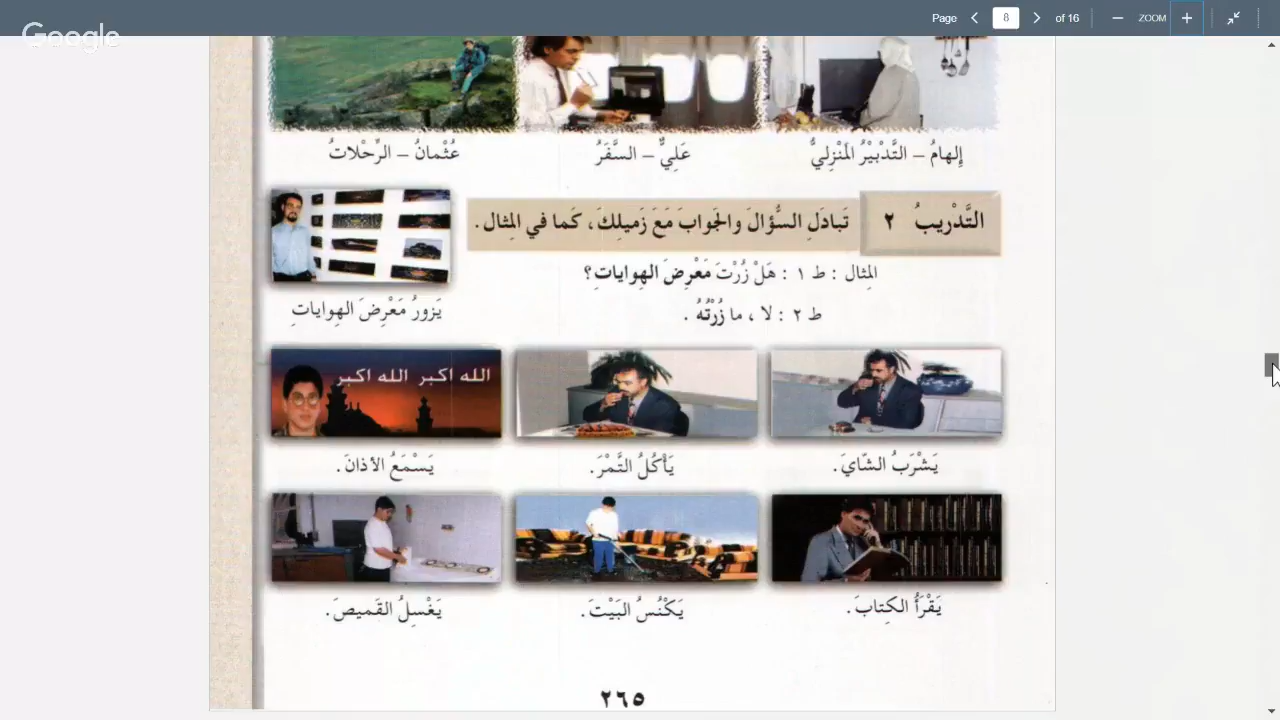 Google
Page 8 of 16 ZOOM
إِلهامُ – التَّدْبيْرُ المَنْزِليُّ
عَلِيٌّ – السَّفَرُ
عُثْمانُ – الرِّحْلاتُ
التَّدْريبُ ٢
تَبادَلِ السُّؤالَ والجَوابَ مَعَ زَميلِكَ، كَما في المِثال.
المِثال : ط ١ : هَلْ زُرْتَ مَعْرِضَ الهِواياتِ؟
ط ٢ : لا ، ما زُرْتُهُ .
يَزورُ مَعْرِضَ الهِواياتِ
الله اكبر الله اكبر
يَشْرَبُ الشّايَ.
يَأْكُلُ التَّمْرَ.
يَسْمَعُ الأذانَ.
يَقْرَأُ الكِتابَ.
يَكْنُسُ البَيْتَ.
يَغْسِلُ القَميصَ.
٢٦٥